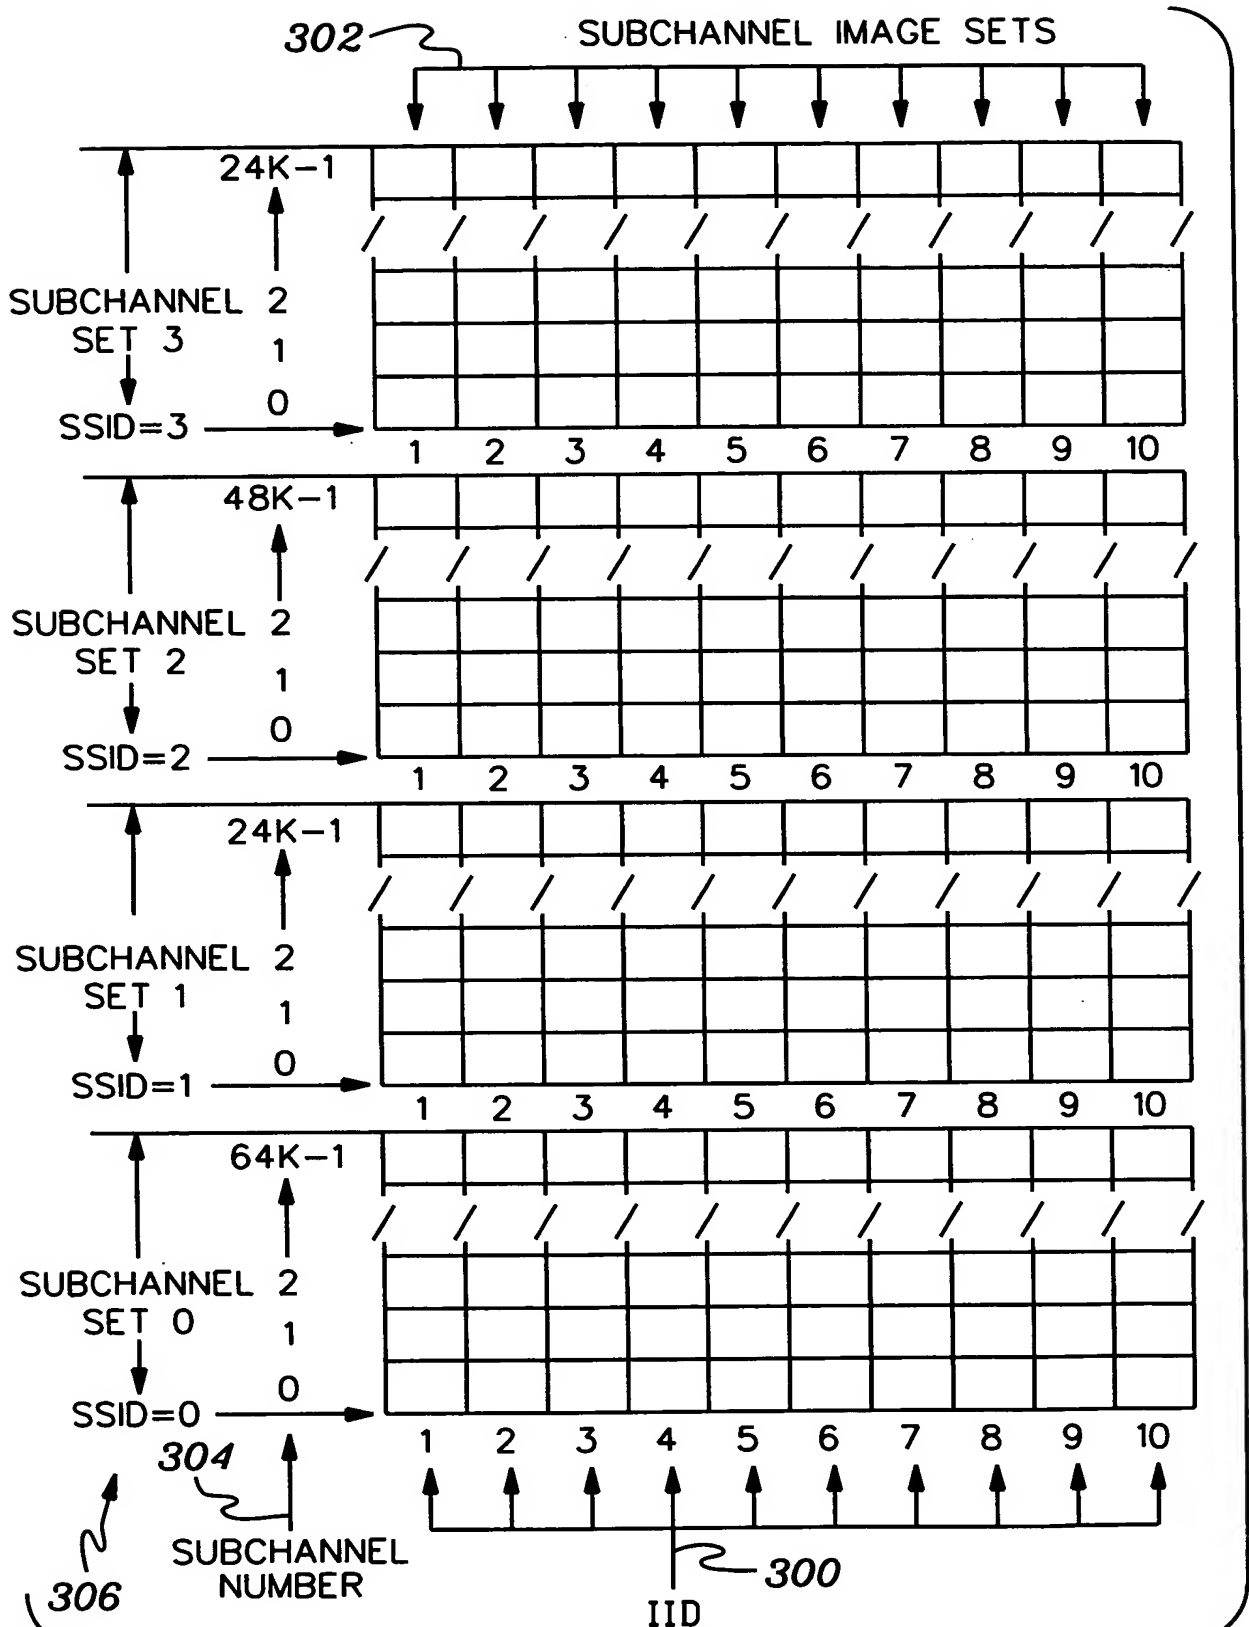 302 SUBCHANNEL IMAGE SETS
24K-1
SUBCHANNEL 2
SET 3
1
0
SSID=3
1 2 3 4 5 6 7 8 9 10
48K-1
SUBCHANNEL 2
SET 2
1
0
SSID=2
1 2 3 4 5 6 7 8 9 10
24K-1
SUBCHANNEL 2
SET 1
1
0
SSID=1
1 2 3 4 5 6 7 8 9 10
64K-1
SUBCHANNEL 2
SET 0
1
0
SSID=0
1 2 3 4 5 6 7 8 9 10
304
SUBCHANNEL
NUMBER
306
300
IID